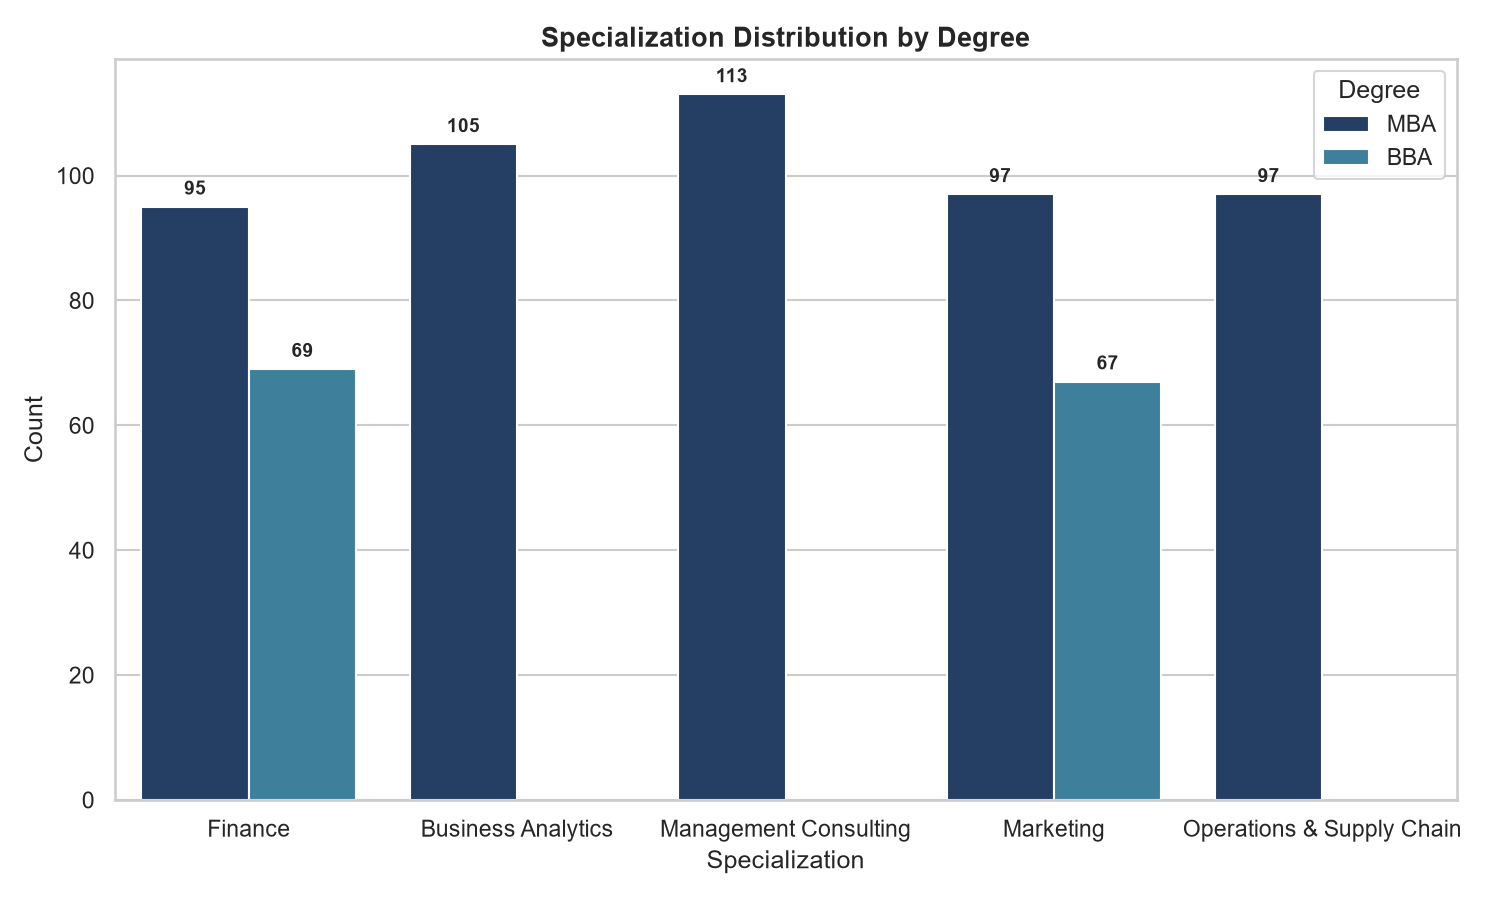 Specialization Distribution by Degree
Degree
MBA
BBA
113
105
95
97
97
69
67
100
80
60
40
20
0
Count
Finance
Business Analytics
Management Consulting
Marketing
Operations & Supply Chain
Specialization